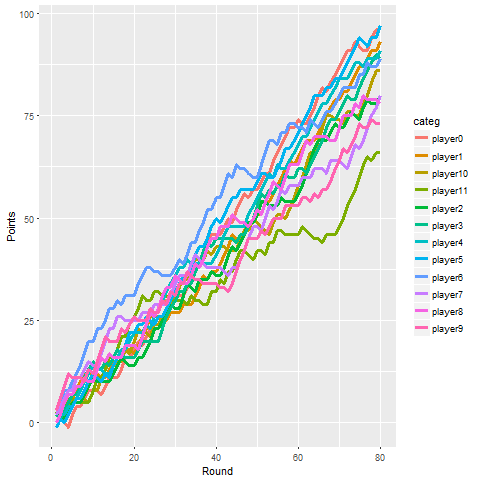 100
75
50
25
0
Points
0
20
40
60
80
Round
categ
player0
player1
player10
player11
player2
player3
player4
player5
player6
player7
player8
player9